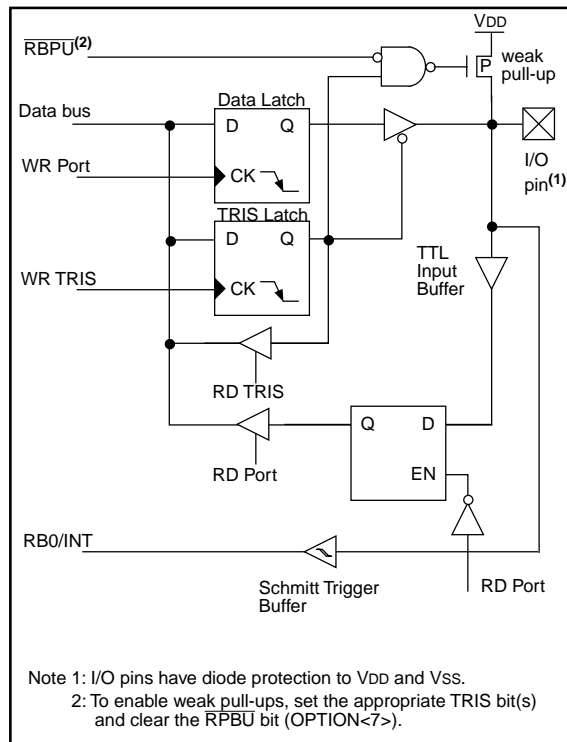 VDD
RBPU(2)
weak
pull-up
P
Data bus
Data Latch
D Q
I/O
pin(1)
WR Port
CK
TRIS Latch
D Q
TTL
Input
Buffer
WR TRIS
CK
RD TRIS
Q D
RD Port
EN
RB0/INT
Schmitt Trigger
Buffer
RD Port
Note 1: I/O pins have diode protection to VDD and VSS.
2: To enable weak pull-ups, set the appropriate TRIS bit(s)
and clear the RPBU bit (OPTION<7>).